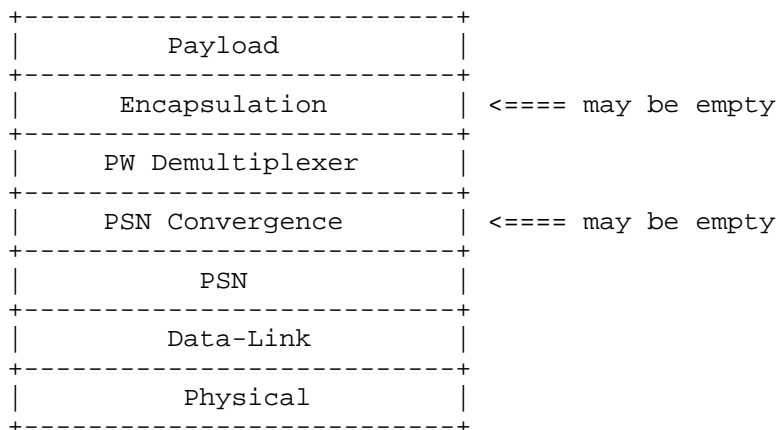 +---------------------------+
|          Payload          |
+---------------------------+
|       Encapsulation       | <==== may be empty
+---------------------------+
|     PW Demultiplexer      |
+---------------------------+
|     PSN Convergence       | <==== may be empty
+---------------------------+
|            PSN            |
+---------------------------+
|         Data-Link         |
+---------------------------+
|          Physical         |
+---------------------------+